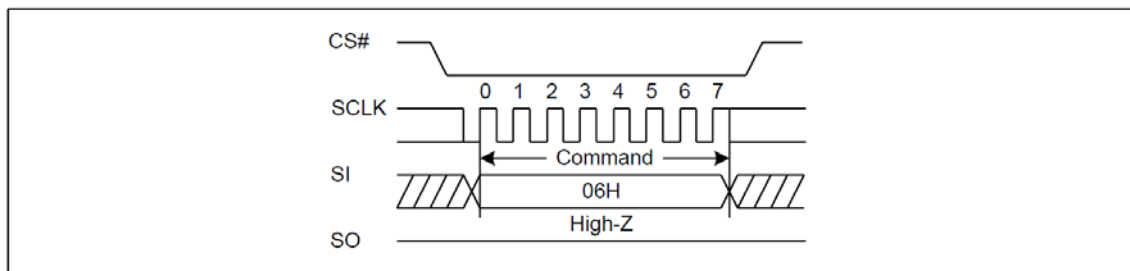 CS#
0 1 2 3 4 5 6 7
SCLK
Command
SI
06H
High-Z
SO